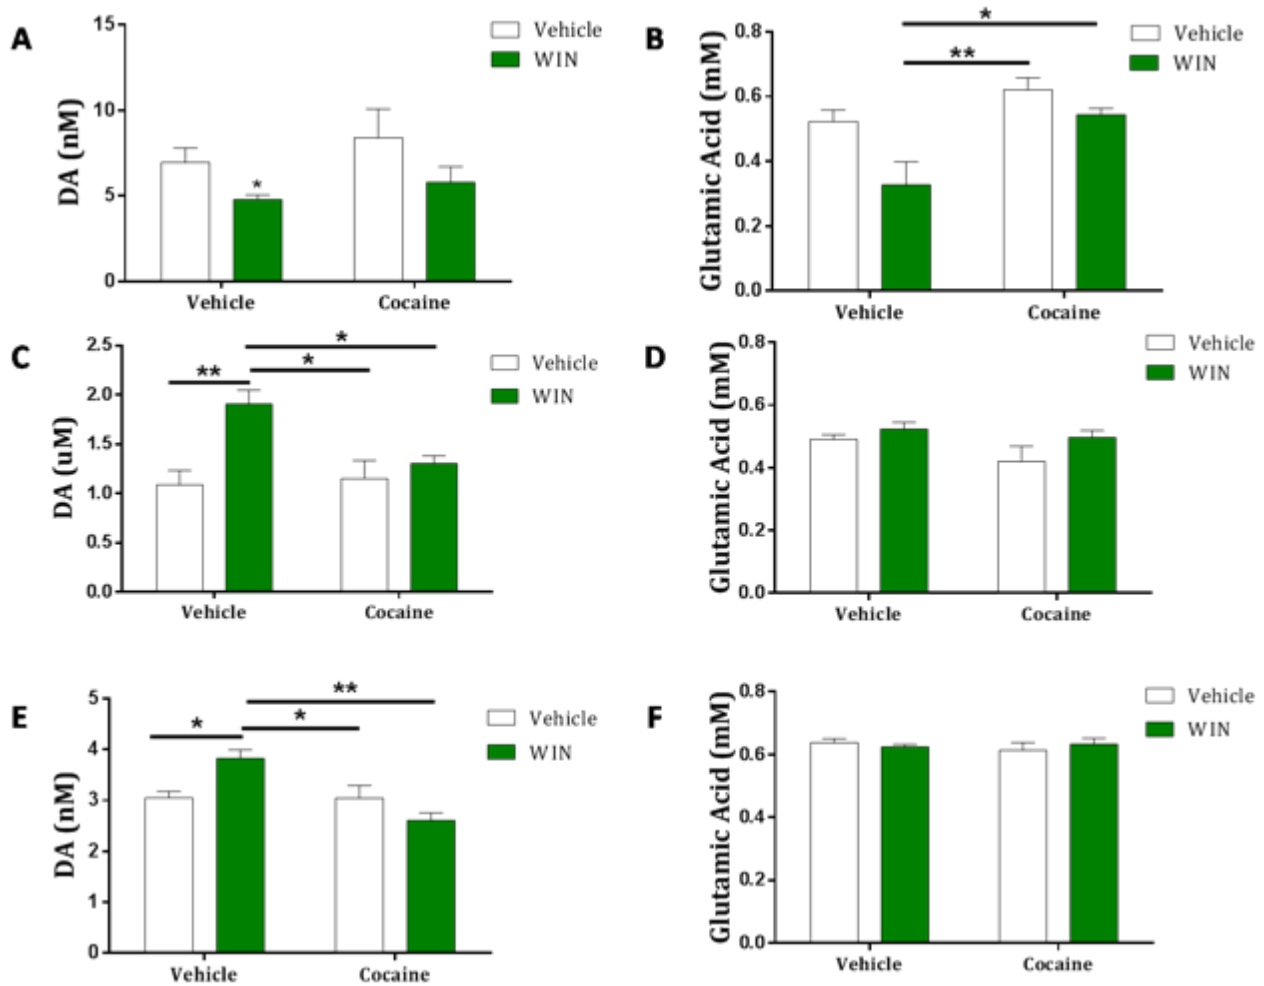 A
DA (nM)
15
10
5
0
*
Vehicle
Cocaine
Vehicle
WIN
B
Glutamic Acid (mM)
0.8
0.6
0.4
0.2
0.0
*
**
Vehicle
Cocaine
Vehicle
WIN
C
DA (uM)
2.5
2.0
1.5
1.0
0.5
0.0
*
*
**
Vehicle
Cocaine
Vehicle
WIN
D
Glutamic Acid (mM)
0.8
0.6
0.4
0.2
0.0
Vehicle
Cocaine
Vehicle
WIN
E
DA (nM)
5
4
3
2
1
0
**
*
*
Vehicle
Cocaine
Vehicle
WIN
F
Glutamic Acid (mM)
0.8
0.6
0.4
0.2
0.0
Vehicle
Cocaine
Vehicle
WIN